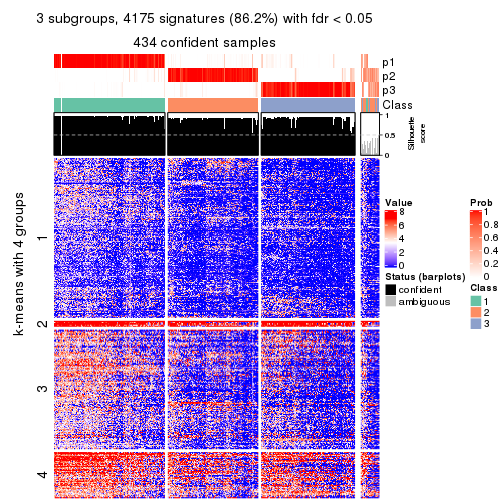 3 subgroups, 4175 signatures (86.2%) with fdr < 0.05
434 confident samples
p1
p2
p3
Class
1
0.5
0
Silhouette
score
k-means with 4 groups
1
2
3
4
Value
8
6
4
2
0
Status (barplots)
confident
ambiguous
Prob
1
0.8
0.6
0.4
0.2
0
Class
1
2
3